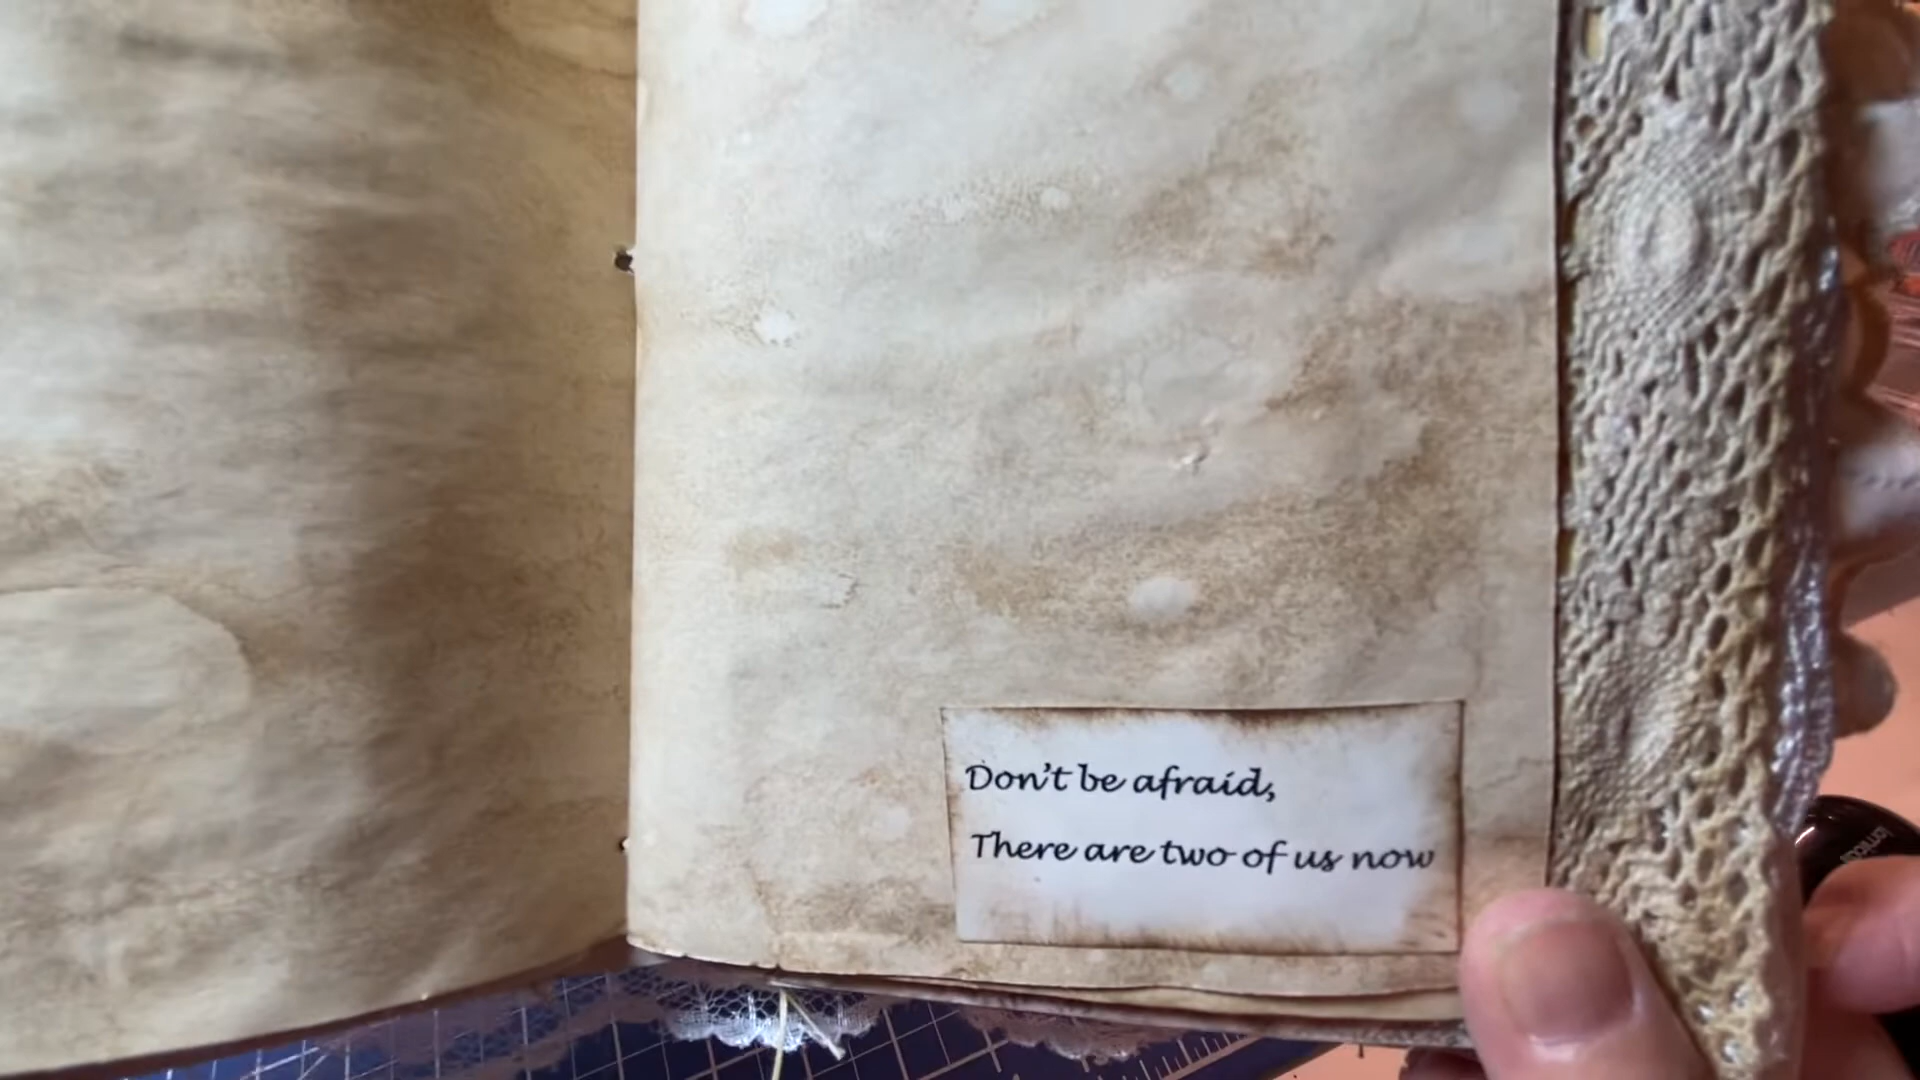 Don't be afraid,
There are two of us now